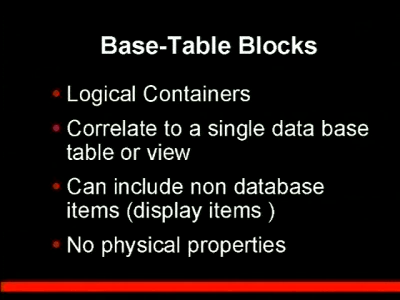 Base-Table Blocks
• Logical Containers
• Correlate to a single data base
table or view
• Can include non database
items (display items )
• No physical properties